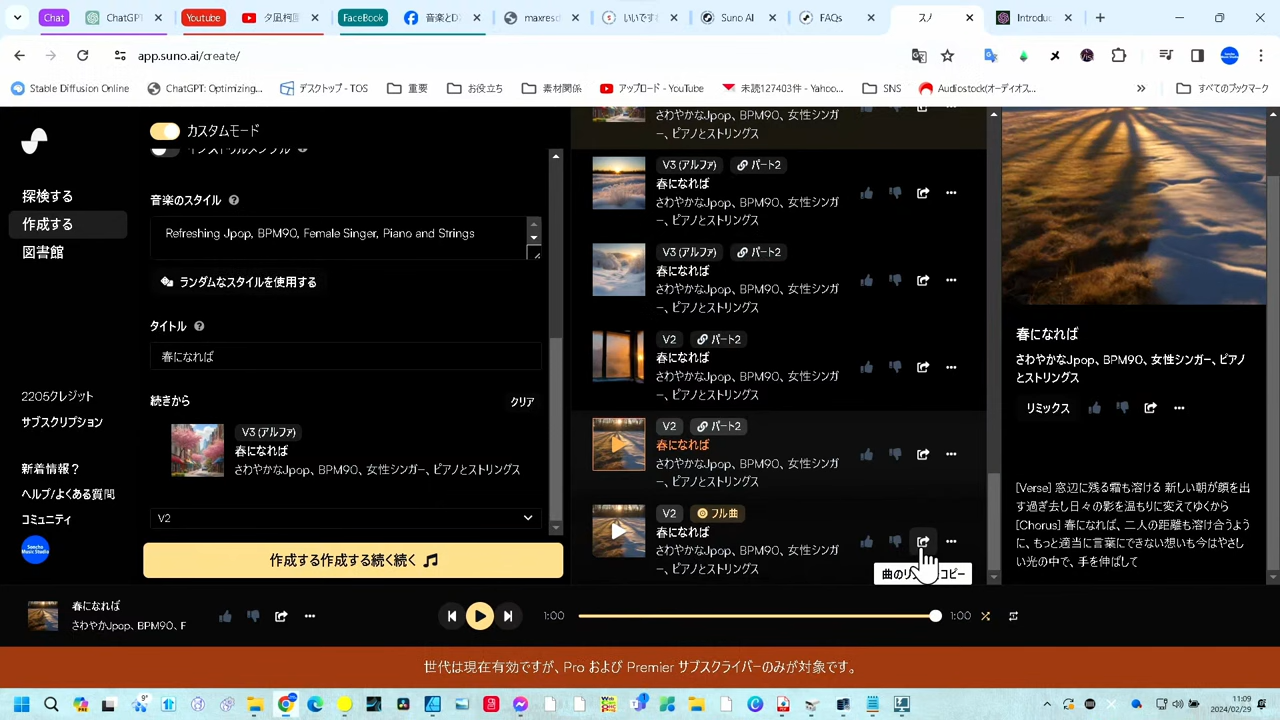 Chat
ChatGP
Youtube
夕凪柯
FaceBook
音楽とD
maxres
いいです
Suno AI
FAQs
スノ
Introduc
app.suno.ai/create/
Stable Diffusion Online
ChatGPT: Optimizing...
デスクトップ - TOS
重要
お役立ち
素材関係
アップロード - YouTube
未読127403件 - Yahoo...
SNS
Audiostock(オーディオス...
すべてのブックマーク
カスタムモード
インストゥルメンタル
探検する
作成する
図書館
2205クレジット
サブスクリプション
新着情報？
ヘルプ/よくある質問
コミュニティ
音楽のスタイル
Refreshing Jpop, BPM90, Female Singer, Piano and Strings
ランダムなスタイルを使用する
タイトル
春になれば
続きから
クリア
V3 (アルファ)
春になれば
さわやかなJpop、BPM90、女性シンガー、ピアノとストリングス
V2
作成する作成する続く続く
さわやかなJpop、BPM90、女性シンガ
ー、ピアノとストリングス
V3 (アルファ) パート2
春になれば
さわやかなJpop、BPM90、女性シンガ
ー、ピアノとストリングス
V3 (アルファ) パート2
春になれば
さわやかなJpop、BPM90、女性シンガ
ー、ピアノとストリングス
V2 パート2
春になれば
さわやかなJpop、BPM90、女性シンガ
ー、ピアノとストリングス
V2 パート2
春になれば
さわやかなJpop、BPM90、女性シンガ
ー、ピアノとストリングス
V2 フル曲
春になれば
さわやかなJpop、BPM90、女性シンガ
ー、ピアノとストリングス
曲のリ コピー
春になれば
さわやかなJpop、BPM90、女性シンガー、ピアノ
とストリングス
リミックス
[Verse] 窓辺に残る霜も溶ける 新しい朝が顔を出
す過ぎ去し日々の影を温もりに変えてゆくから
[Chorus] 春になれば、二人の距離も溶け合うよう
に、もっと適当に言葉にできない想いも今はやさし
い光の中で、手を伸ばして
春になれば
さわやかJpop、BPM90、F
1:00
1:00
世代は現在有効ですが、Pro および Premier サブスクライバーのみが対象です。
9°
11:09
2024/02/29